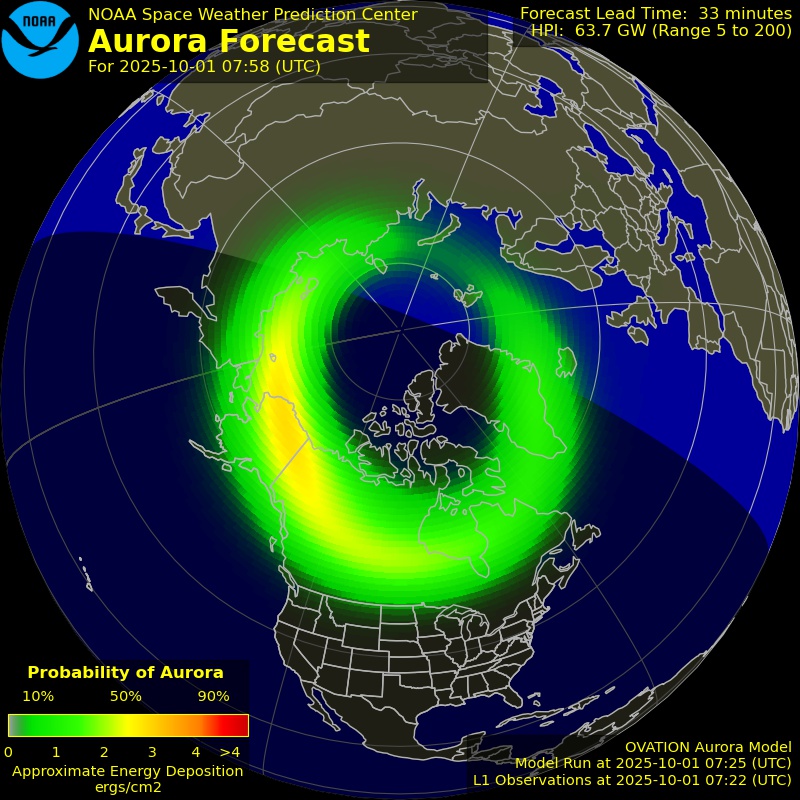 NOAA
NOAA Space Weather Prediction Center
Aurora Forecast
For 2025-10-01 07:58 (UTC)
Forecast Lead Time:  33 minutes
HPI:  63.7 GW (Range 5 to 200)
Probability of Aurora
10% 50% 90%
0 1 2 3 4 >4
Approximate Energy Deposition
ergs/cm2
OVATION Aurora Model
Model Run at 2025-10-01 07:25 (UTC)
L1 Observations at 2025-10-01 07:22 (UTC)